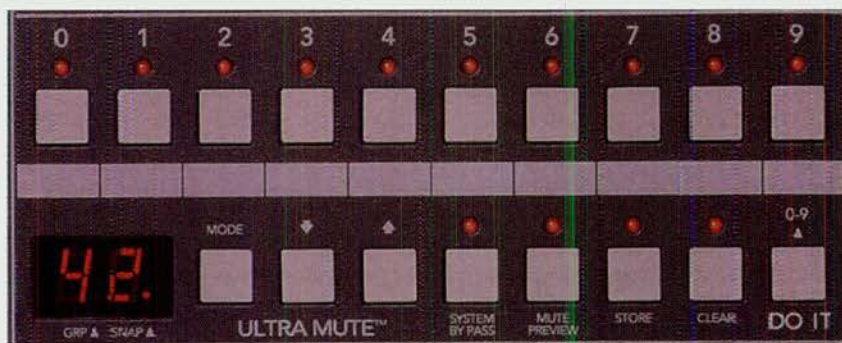 0 1 2 3 4 5 6 7 8 9
MODE 0-9
42.
GRP SNAP ULTRA MUTE™ SYSTEM BY PASS MUTE PREVIEW STORE CLEAR DO IT